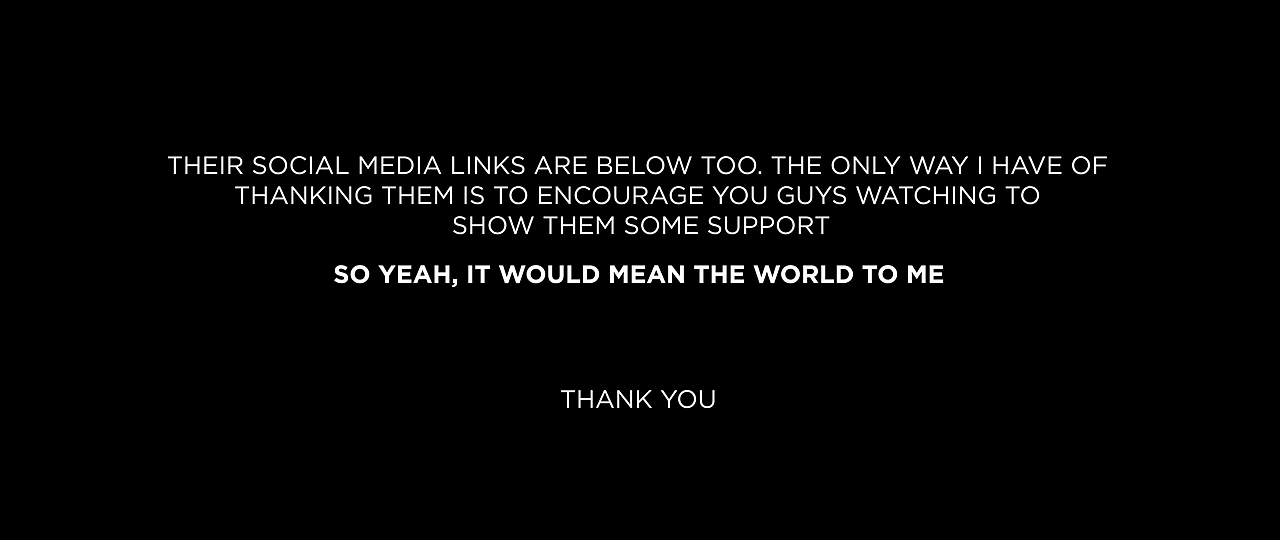 THEIR SOCIAL MEDIA LINKS ARE BELOW TOO. THE ONLY WAY I HAVE OF
THANKING THEM IS TO ENCOURAGE YOU GUYS WATCHING TO
SHOW THEM SOME SUPPORT
SO YEAH, IT WOULD MEAN THE WORLD TO ME
THANK YOU